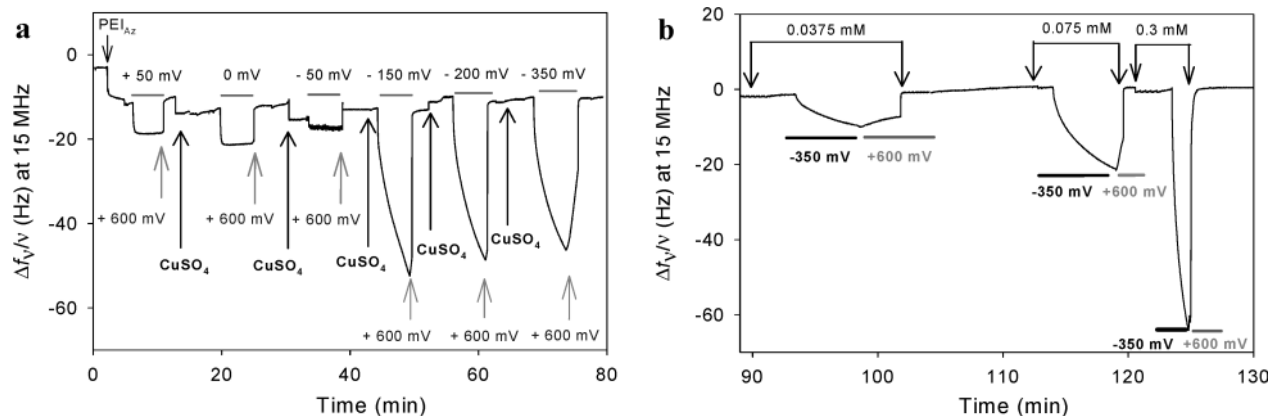 a
PEI_Az
+ 50 mV 0 mV - 50 mV - 150 mV - 200 mV - 350 mV
+ 600 mV + 600 mV + 600 mV
CuSO₄ CuSO₄ CuSO₄ CuSO₄ CuSO₄
+ 600 mV + 600 mV + 600 mV
0
-20
-40
-60
Δfᵥ/ν (Hz) at 15 MHz
0 20 40 60 80
Time (min)
b
0.0375 mM 0.075 mM 0.3 mM
-350 mV +600 mV
-350 mV +600 mV
-350 mV +600 mV
20
0
-20
-40
-60
-80
Δfᵥ/ν (Hz) at 15 MHz
90 100 110 120 130
Time (min)